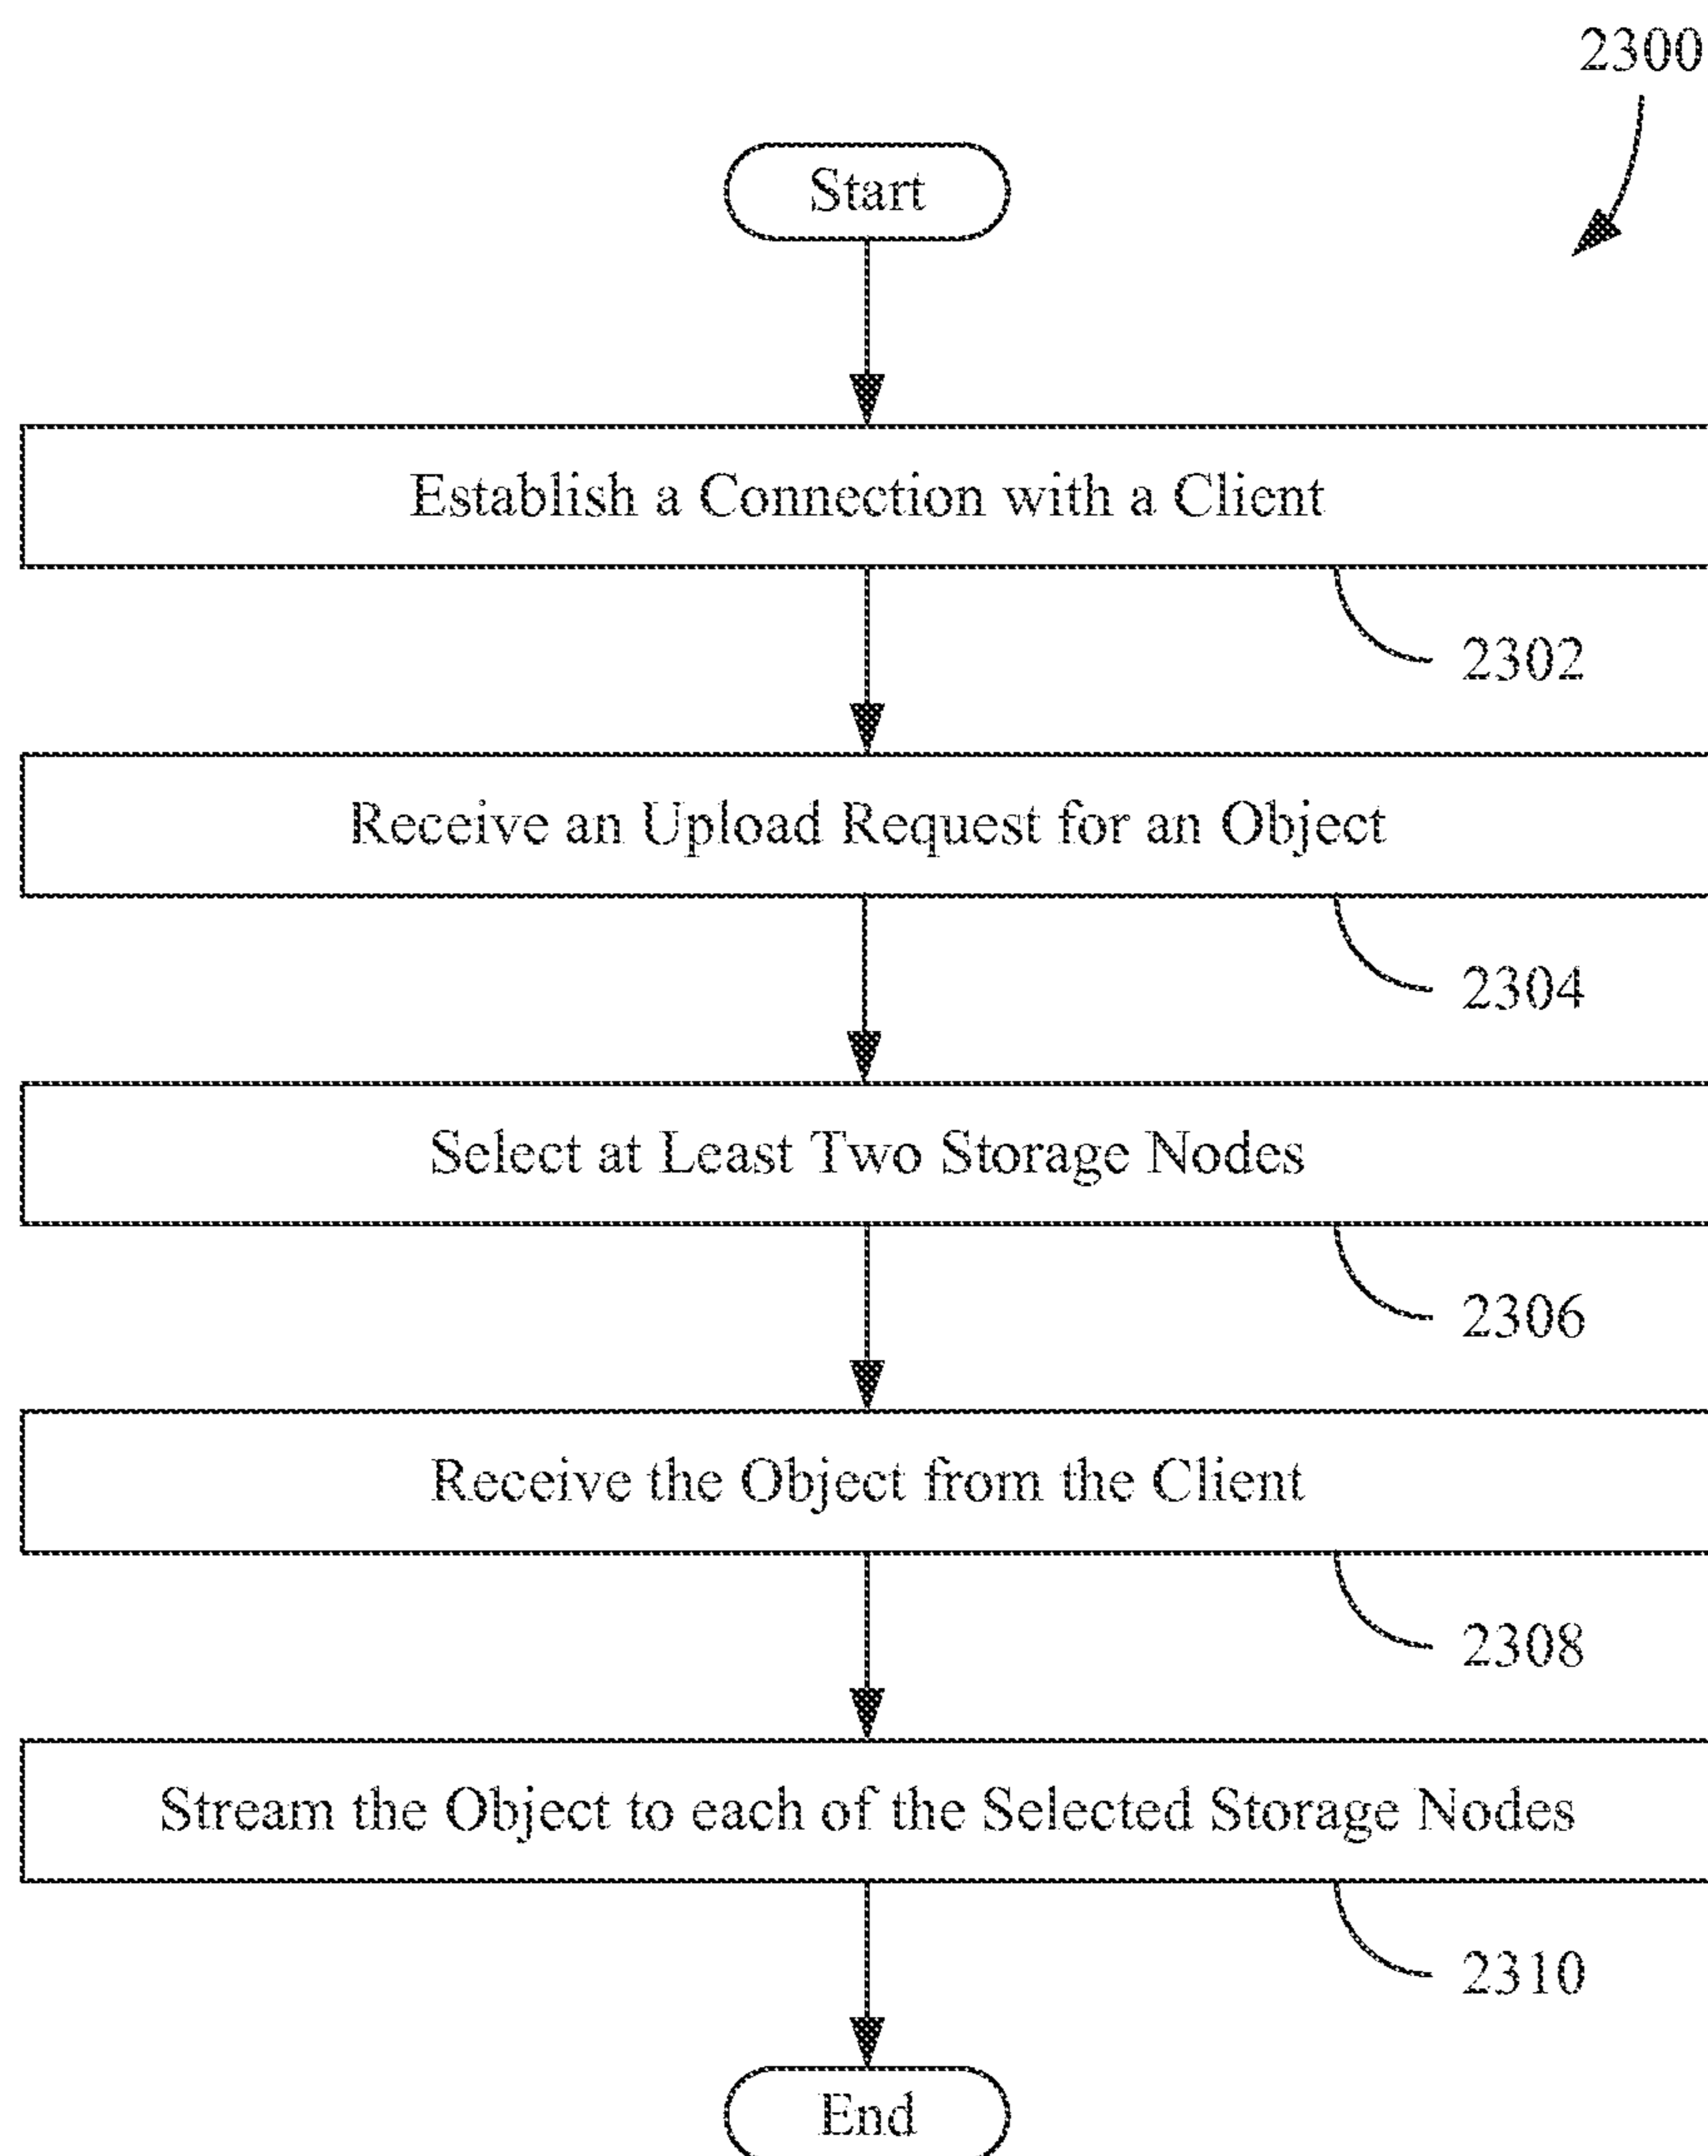 2300
Start
Establish a Connection with a Client
2302
Receive an Upload Request for an Object
2304
Select at Least Two Storage Nodes
2306
Receive the Object from the Client
2308
Stream the Object to each of the Selected Storage Nodes
2310
End